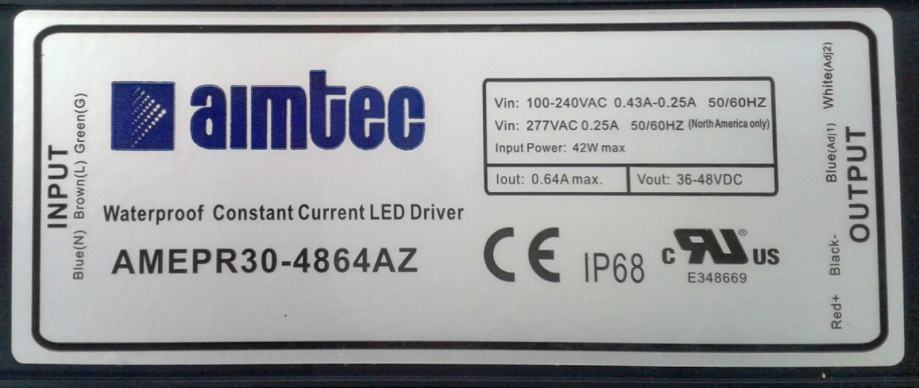 aimtec
Waterproof Constant Current LED Driver
AMEPR30-4864AZ
INPUT
Blue(N) Brown(L) Green(G)
Vin: 100-240VAC 0.43A-0.25A 50/60HZ
Vin: 277VAC 0.25A 50/60HZ (North America only)
Input Power: 42W max
Iout: 0.64A max.
Vout: 36-48VDC
CE IP68 c RU US
E348669
Red+ Black- Blue(Adj1) White(Adj2)
OUTPUT